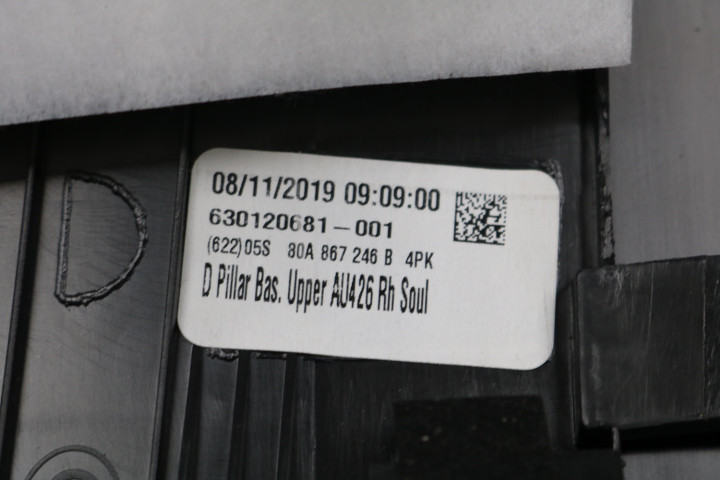 08/11/2019 09:09:00
630120681-001
(622)05S 80A 867 246 B 4PK
D Pillar Bas. Upper AU426 Rh Soul
D